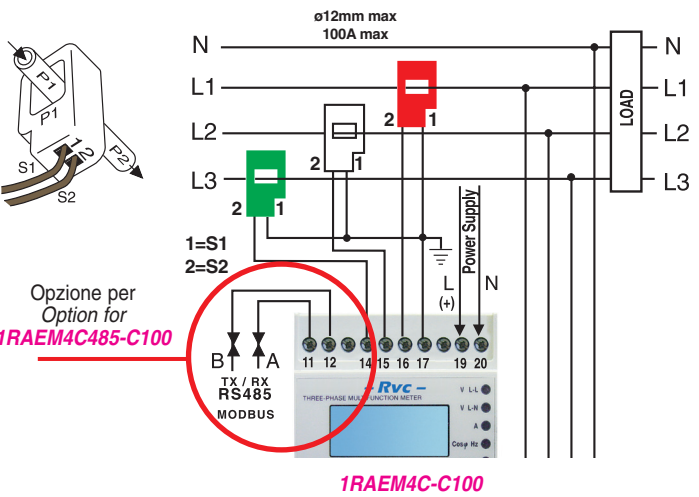 ø12mm max
100A max
N
N
L1
L1
L2
L2
L3
L3
LOAD
P1
P1
P2
1 2
S1
S2
2 1
2 1
2 1
1=S1
2=S2
Power Supply
L
(+)
N
Opzione per
Option for
1RAEM4C485-C100
B A
TX / RX
RS485
MODBUS
11 12 14 15 16 17 19 20
- Rvc -
THREE-PHASE MULTIFUNCTION METER
V L-L
V L-N
A
Cosφ Hz
1RAEM4C-C100